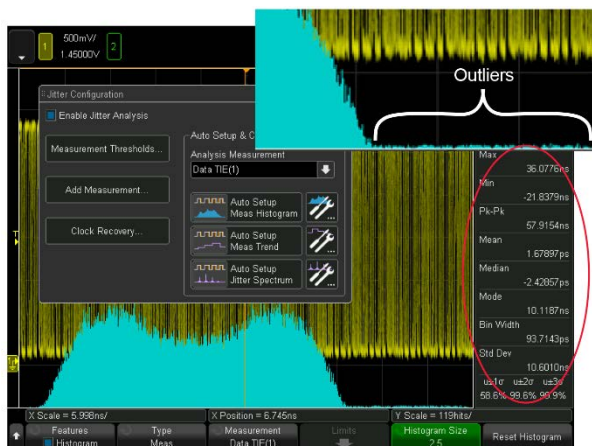 500mV/
1
1.45000V
2
Outliers
Jitter Configuration
Enable Jitter Analysis
Measurement Thresholds...
Add Measurement...
Clock Recovery...
Auto Setup & C
Analysis Measurement
Data TIE(1)
Auto Setup
Meas Histogram
Auto Setup
Meas Trend
Auto Setup
Jitter Spectrum
Max
36.0776ns
Min
-21.8379ns
Pk-Pk
57.9154ns
Mean
1.67897ps
Median
-2.42857ps
Mode
10.1187ns
Bin Width
93.7143ps
Std Dev
10.6010ns
u±1σ u±2σ u±3σ
58.6% 99.6% 99.9%
T
X Scale = 5.998ns/
X Position = 6.745ns
Y Scale = 119hits/
Features
Histogram
Type
Meas
Measurement
Data TIE(1)
Limits
Histogram Size
2.5
Reset Histogram